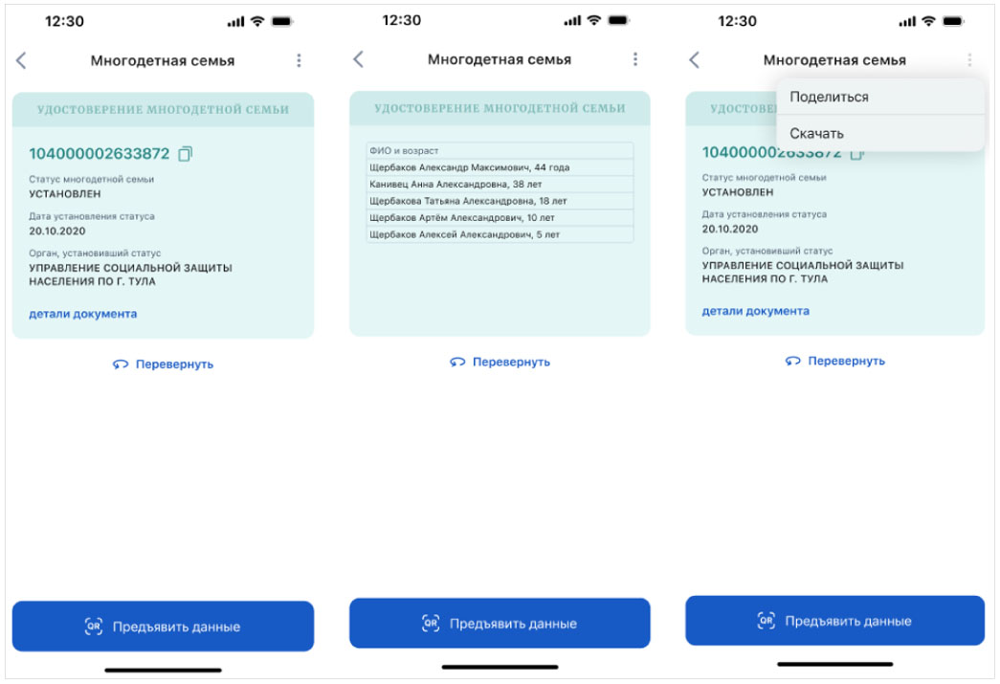 12:30
Многодетная семья
УДОСТОВЕРЕНИЕ МНОГОДЕТНОЙ СЕМЬИ
104000002633872
Статус многодетной семьи
УСТАНОВЛЕН
Дата установления статуса
20.10.2020
Орган, установивший статус
УПРАВЛЕНИЕ СОЦИАЛЬНОЙ ЗАЩИТЫ
НАСЕЛЕНИЯ ПО Г. ТУЛА
детали документа
Перевернуть
QR Предъявить данные
12:30
Многодетная семья
УДОСТОВЕРЕНИЕ МНОГОДЕТНОЙ СЕМЬИ
ФИО и возраст
Щербаков Александр Максимович, 44 года
Канивец Анна Александровна, 38 лет
Щербакова Татьяна Александровна, 18 лет
Щербаков Артём Александрович, 10 лет
Щербаков Алексей Александрович, 5 лет
Перевернуть
QR Предъявить данные
12:30
Многодетная семья
Поделиться
Скачать
УДОСТОВЕ
104000002633872
Статус многодетной семьи
УСТАНОВЛЕН
Дата установления статуса
20.10.2020
Орган, установивший статус
УПРАВЛЕНИЕ СОЦИАЛЬНОЙ ЗАЩИТЫ
НАСЕЛЕНИЯ ПО Г. ТУЛА
детали документа
Перевернуть
QR Предъявить данные